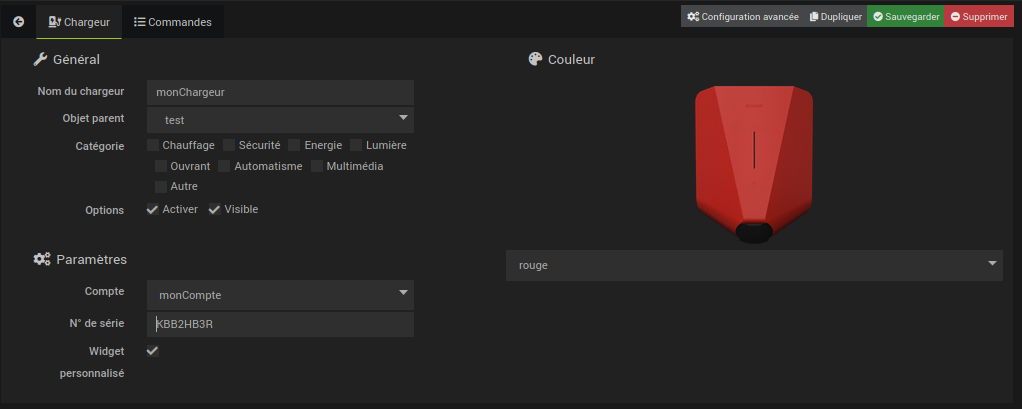 Chargeur
Commandes
Configuration avancée
Dupliquer
Sauvegarder
Supprimer
Général
Nom du chargeur
monChargeur
Objet parent
test
Catégorie
Chauffage Sécurité Energie Lumière
Ouvrant Automatisme Multimédia
Autre
Options
Activer Visible
Paramètres
Compte
monCompte
N° de série
KBB2HB3R
Widget
personnalisé
Couleur
rouge